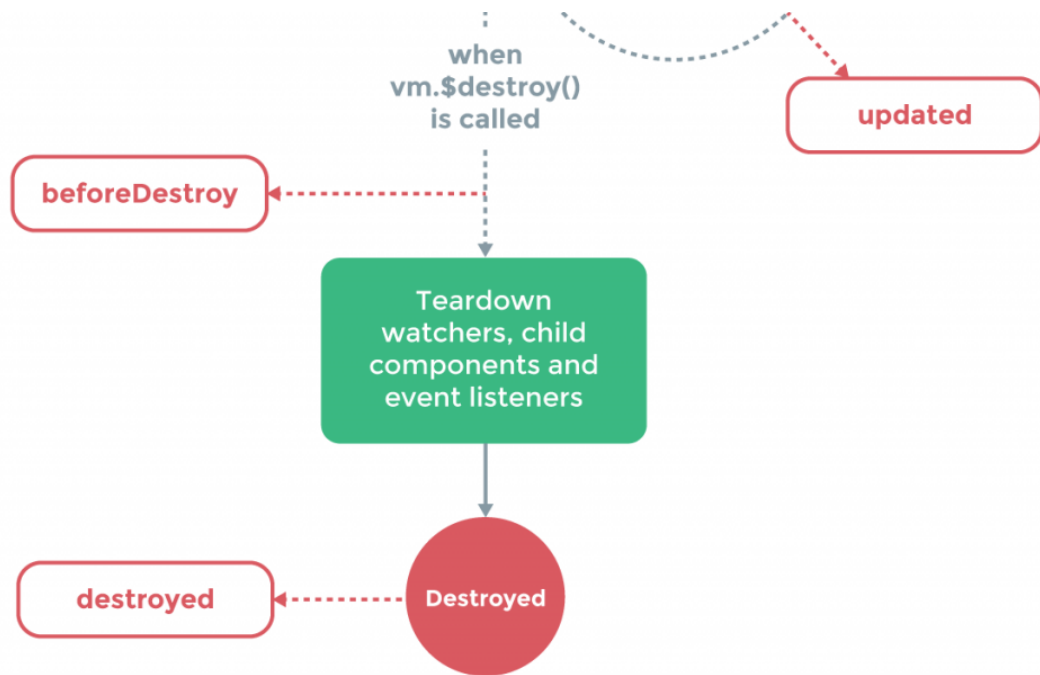 when
vm.$destroy()
is called
updated
beforeDestroy
Teardown
watchers, child
components and
event listeners
destroyed
Destroyed